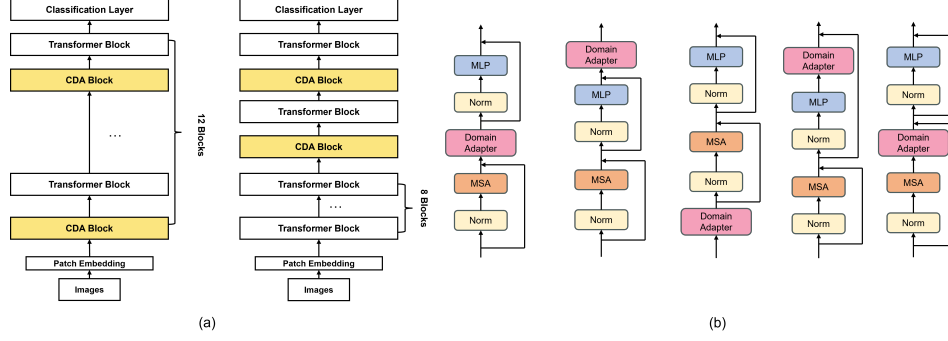 Classification Layer
Transformer Block
CDA Block
...
Transformer Block
CDA Block
Patch Embedding
Images
12 Blocks
Classification Layer
Transformer Block
CDA Block
Transformer Block
CDA Block
Transformer Block
...
Transformer Block
Patch Embedding
Images
8 Blocks
(a)
MLP
Norm
Domain
Adapter
MSA
Norm
Domain
Adapter
MLP
Norm
MSA
Norm
MLP
Norm
MSA
Norm
Domain
Adapter
Domain
Adapter
MLP
Norm
MSA
Norm
MLP
Norm
Domain
Adapter
MSA
Norm
(b)